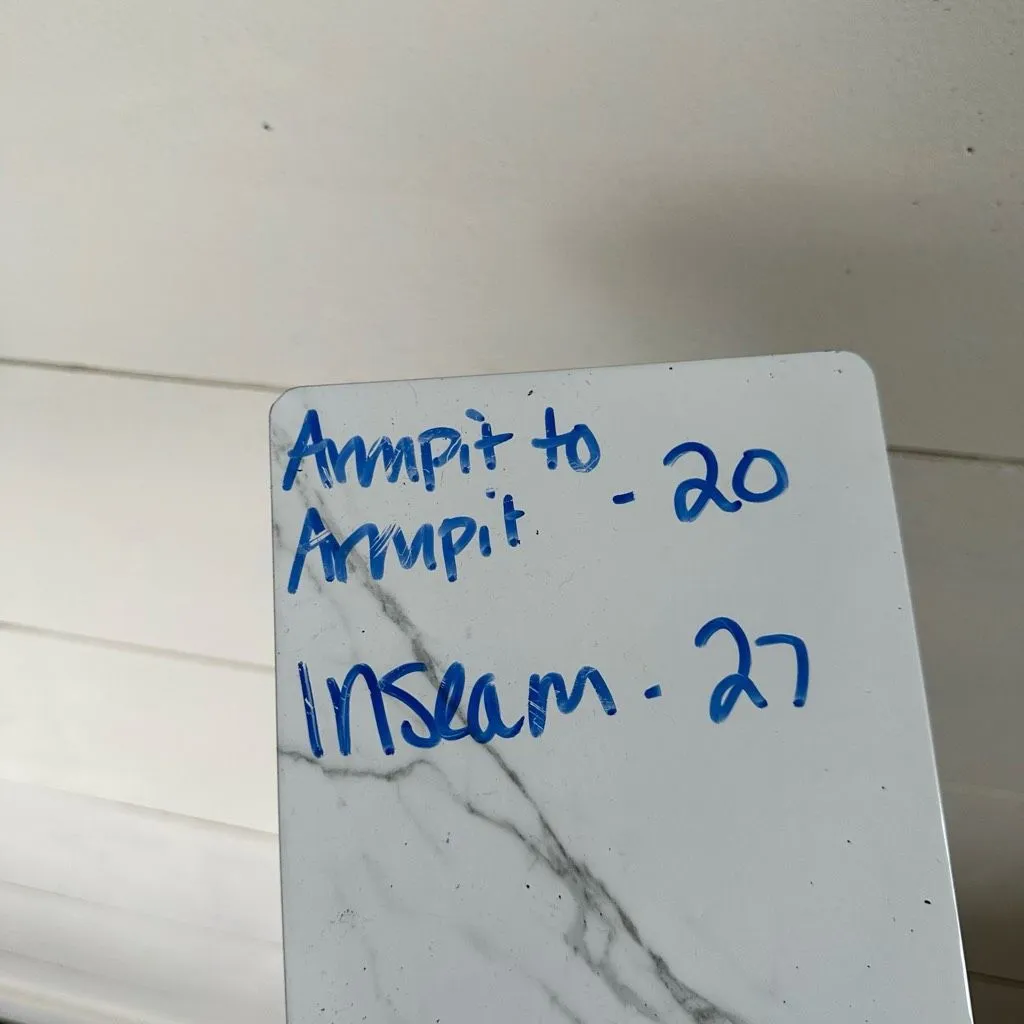 Armpit to
Armpit - 20
Inseam - 27